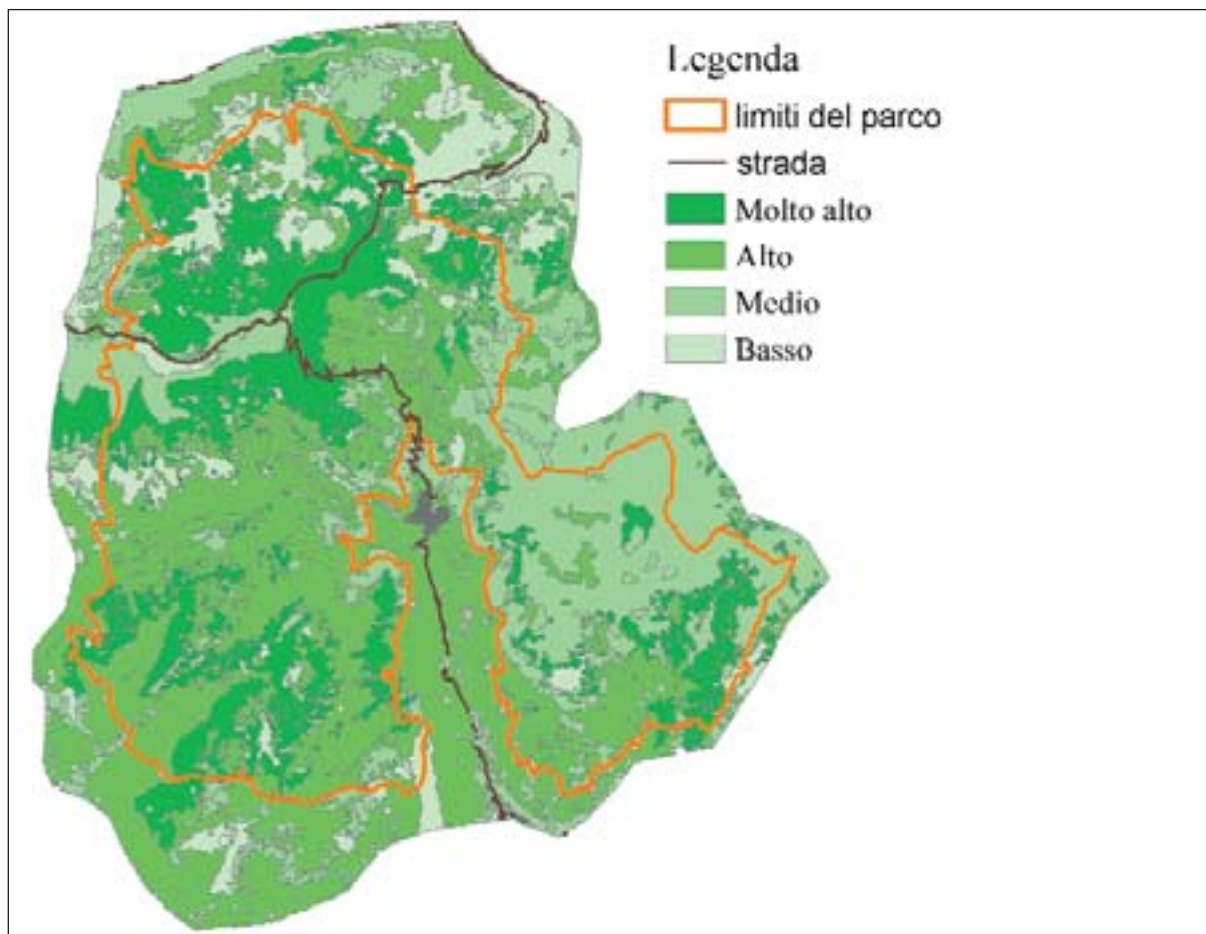 Legenda
limiti del parco
strada
Molto alto
Alto
Medio
Basso